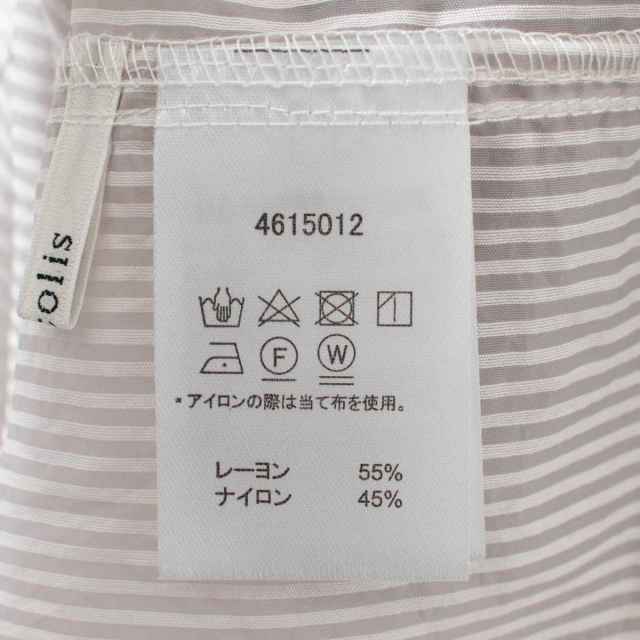 olis
4615012
F W
*アイロンの際は当て布を使用。
レーヨン 55%
ナイロン 45%